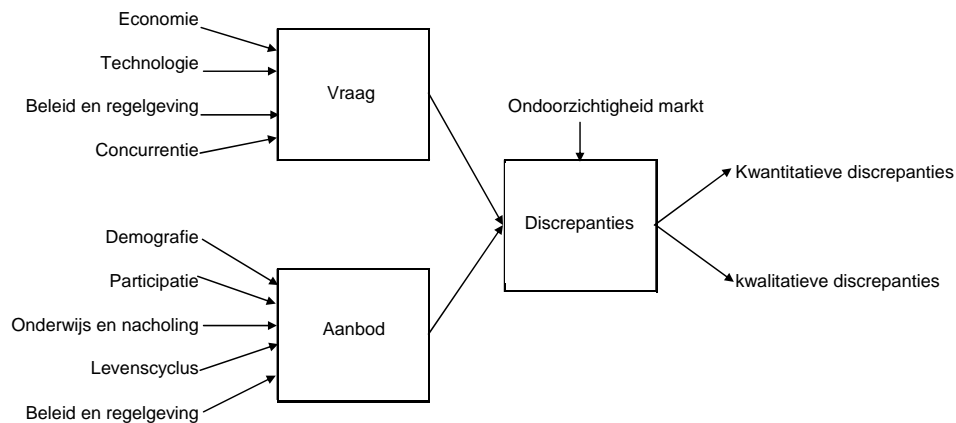 Economie
Technologie
Beleid en regelgeving
Concurrentie
Vraag
Ondoorzichtigheid markt
Discrepanties
Kwantitatieve discrepanties
kwalitatieve discrepanties
Demografie
Participatie
Onderwijs en nacholing
Levenscyclus
Beleid en regelgeving
Aanbod